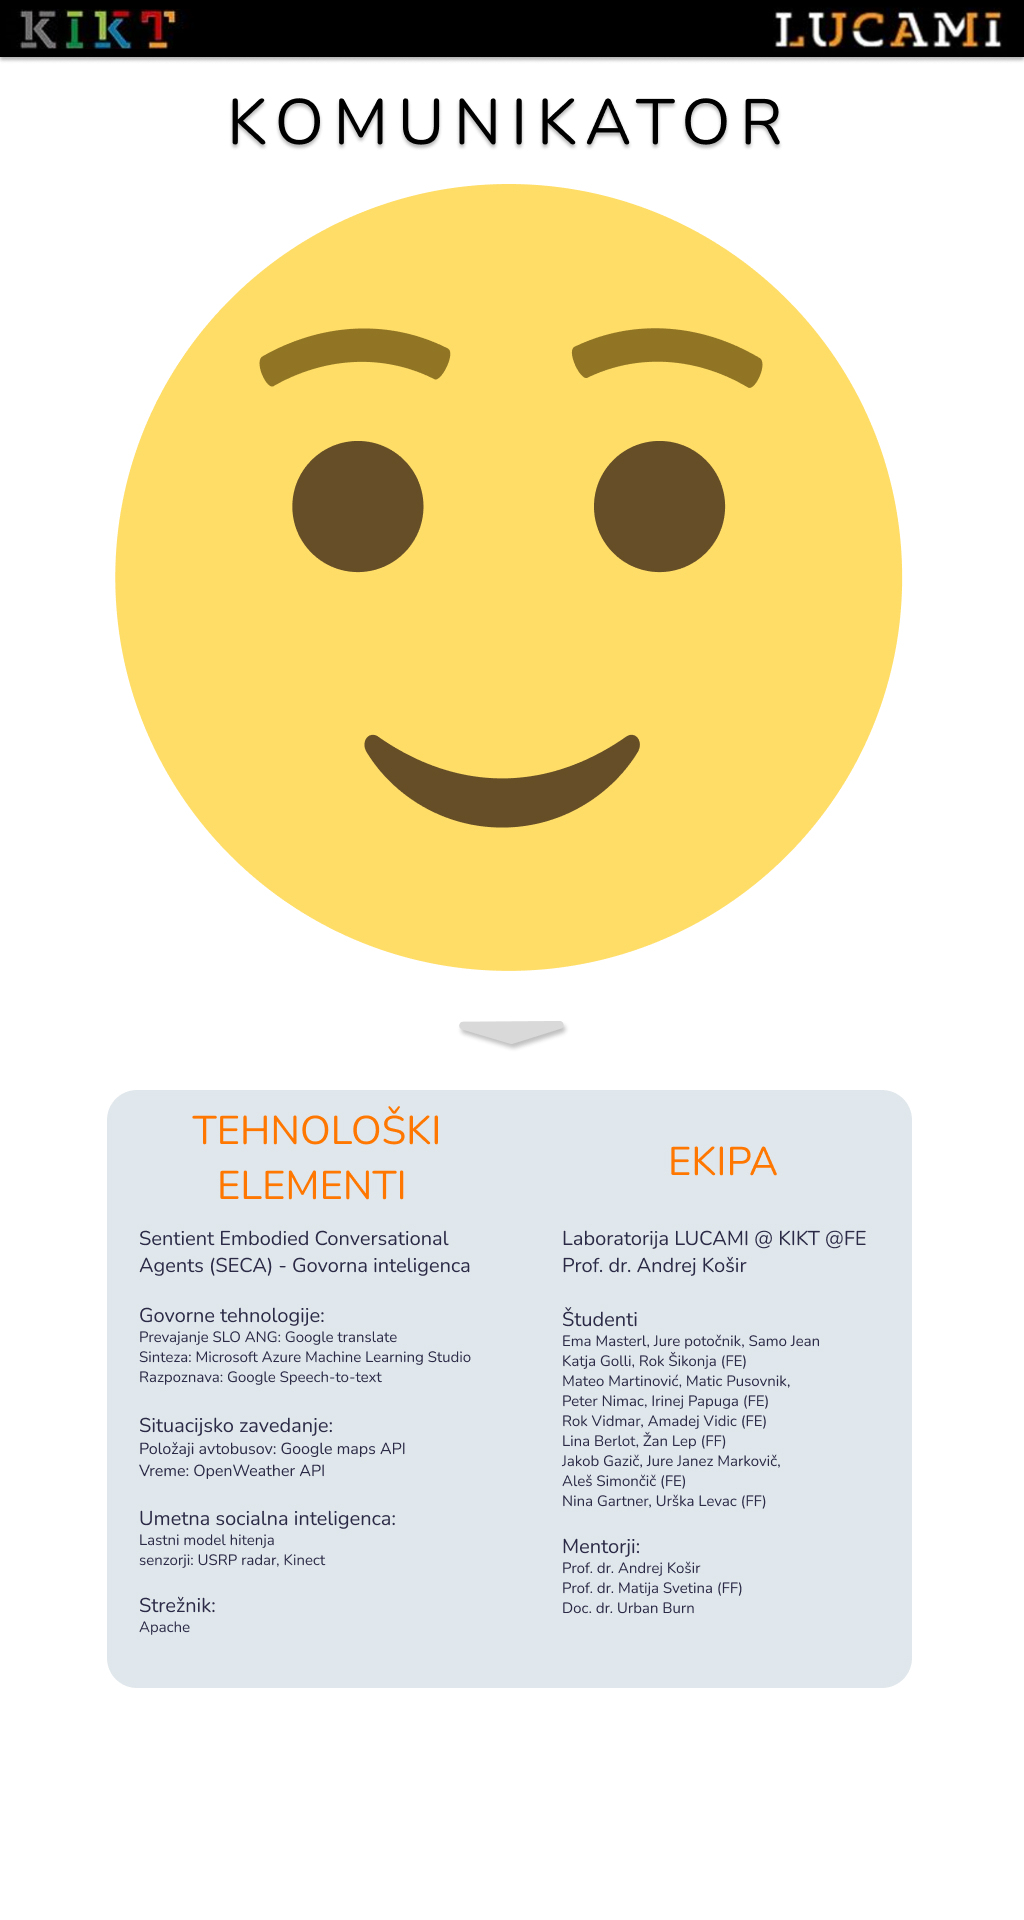 KIKT
LUCAMI
KOMUNIKATOR
TEHNOLOŠKI
ELEMENTI
Sentient Embodied Conversational
Agents (SECA) - Govorna inteligenca
Govorne tehnologije:
Prevajanje SLO ANG: Google translate
Sinteza: Microsoft Azure Machine Learning Studio
Razpoznava: Google Speech-to-text
Situacijsko zavedanje:
Položaji avtobusov: Google maps API
Vreme: OpenWeather API
Umetna socialna inteligenca:
Lastni model hitenja
senzorji: USRP radar, Kinect
Strežnik:
Apache
EKIPA
Laboratorija LUCAMI @ KIKT @FE
Prof. dr. Andrej Košir
Študenti
Ema Masterl, Jure potočnik, Samo Jean
Katja Golli, Rok Šikonja (FE)
Mateo Martinović, Matic Pusovnik,
Peter Nimac, Irinej Papuga (FE)
Rok Vidmar, Amadej Vidic (FE)
Lina Berlot, Žan Lep (FF)
Jakob Gazič, Jure Janez Markovič,
Aleš Simončič (FE)
Nina Gartner, Urška Levac (FF)
Mentorji:
Prof. dr. Andrej Košir
Prof. dr. Matija Svetina (FF)
Doc. dr. Urban Burn